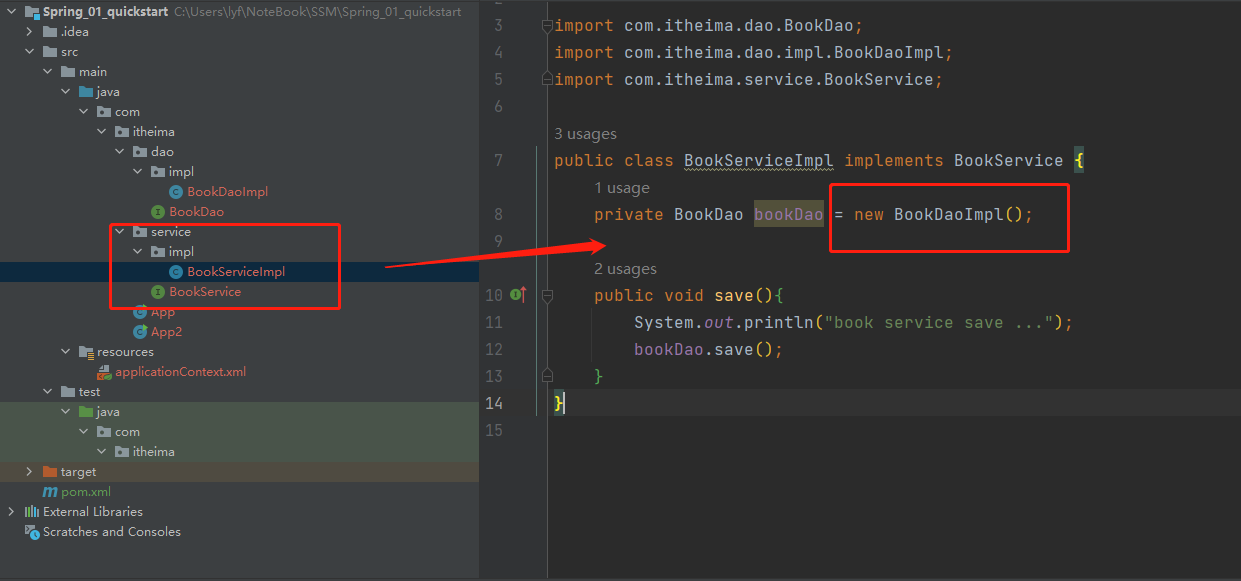 Spring_01_quickstart C:\Users\lyf\NoteBook\SSM\Spring_01_quickstart
.idea
src
main
java
com
itheima
dao
impl
BookDaoImpl
BookDao
service
impl
BookServiceImpl
BookService
App
App2
resources
applicationContext.xml
test
java
com
itheima
target
pom.xml
External Libraries
Scratches and Consoles
3 import com.itheima.dao.BookDao;
4 import com.itheima.dao.impl.BookDaoImpl;
5 import com.itheima.service.BookService;
6
3 usages
7 public class BookServiceImpl implements BookService {
1 usage
8 private BookDao bookDao = new BookDaoImpl();
9
2 usages
10 public void save(){
11 System.out.println("book service save ...");
12 bookDao.save();
13 }
14 }
15